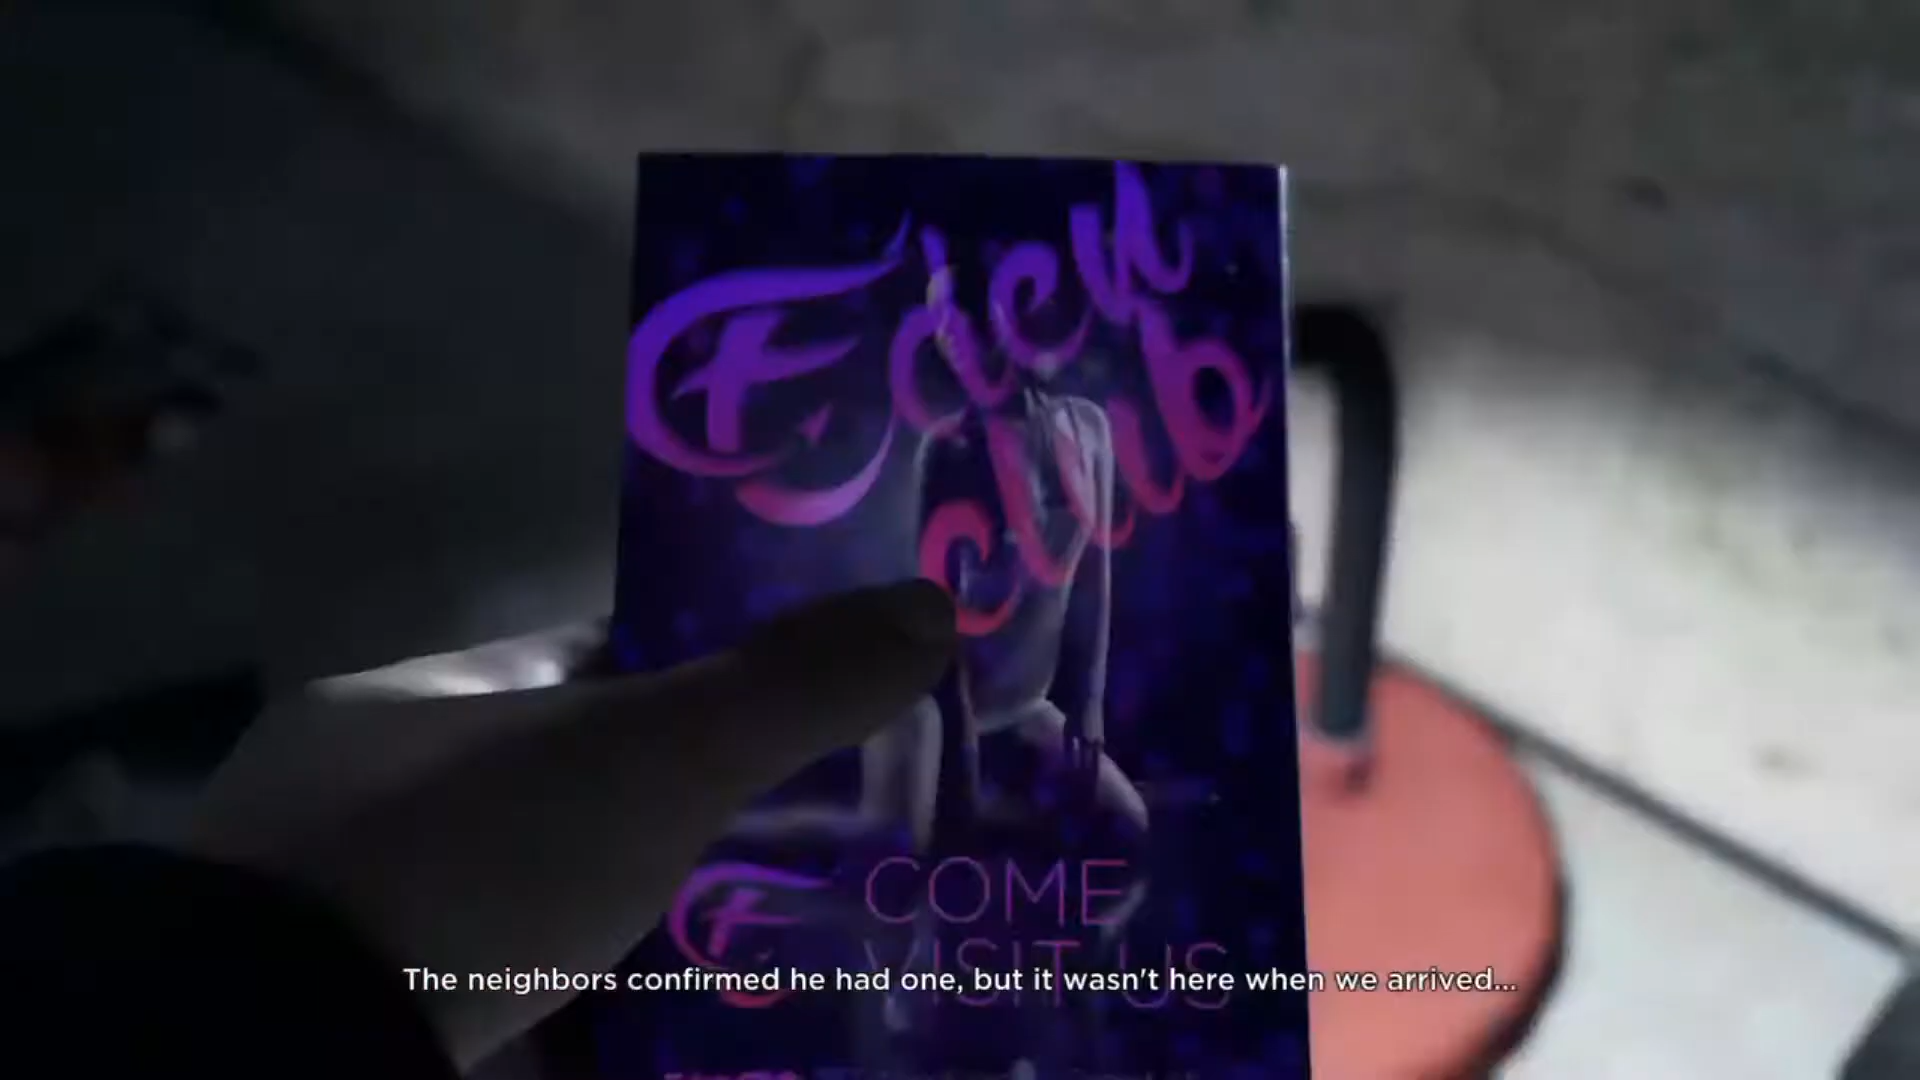 Eden
club
COME
VISIT US
The neighbors confirmed he had one, but it wasn't here when we arrived...